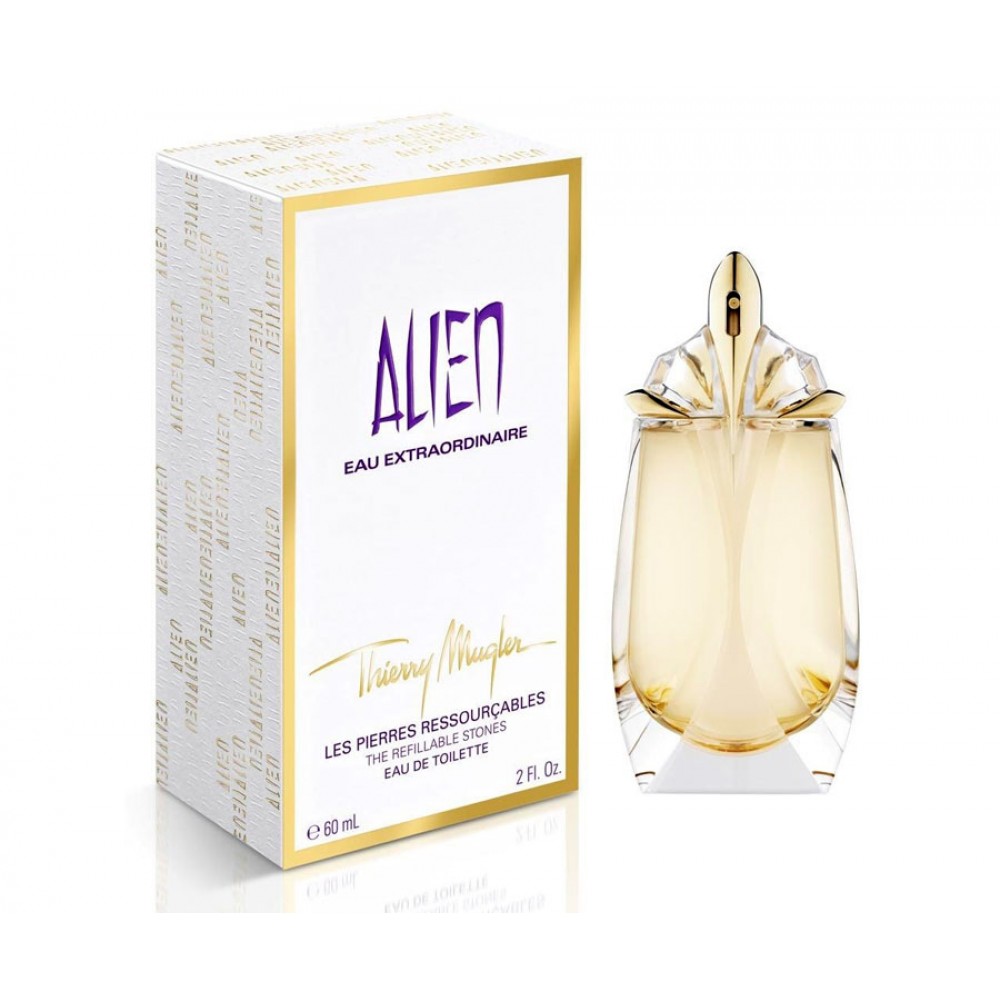 ALIEN
EAU EXTRAORDINAIRE
Thierry Mugler
LES PIERRES RESSOURÇABLES
THE REFILLABLE STONES
EAU DE TOILETTE
2 Fl. Oz.
℮ 60 mL